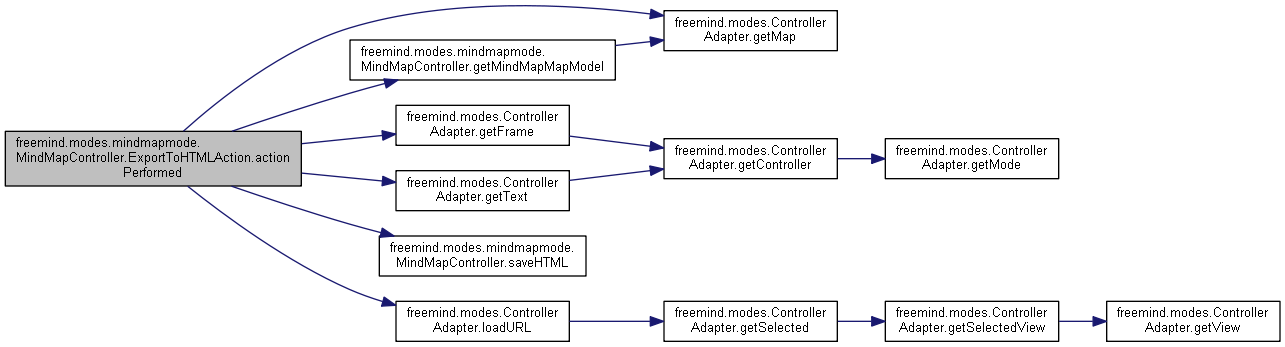 freemind.modes.mindmapmode.
MindMapController.ExportToHTMLAction.action
Performed
freemind.modes.Controller
Adapter.getMap
freemind.modes.mindmapmode.
MindMapController.getMindMapMapModel
freemind.modes.Controller
Adapter.getFrame
freemind.modes.Controller
Adapter.getController
freemind.modes.Controller
Adapter.getMode
freemind.modes.Controller
Adapter.getText
freemind.modes.mindmapmode.
MindMapController.saveHTML
freemind.modes.Controller
Adapter.loadURL
freemind.modes.Controller
Adapter.getSelected
freemind.modes.Controller
Adapter.getSelectedView
freemind.modes.Controller
Adapter.getView